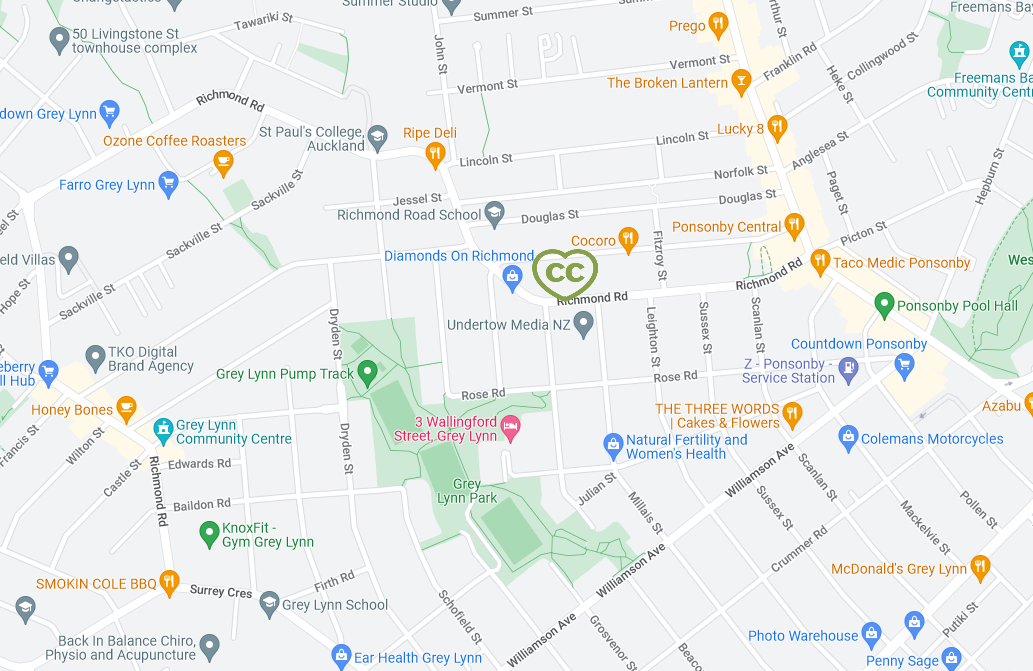 Summer Studio
Summer St
Tawariki St
Prego
50 Livingstone St
townhouse complex
John St
Franklin Rd
Collingwood St
Freemans Bay
Vermont St
Vermont St
The Broken Lantern
Heke St
Freemans Ba
Community Cent
Richmond Rd
down Grey Lynn
Ozone Coffee Roasters
St Paul's College,
Auckland
Ripe Deli
Lincoln St
Lincoln St
Lucky 8
Anglesea St
Farro Grey Lynn
Sackville St
Norfolk St
Paget St
Hepburn St
Jessel St
Douglas St
Richmond Road School
Douglas St
Ponsonby Central
Picton St
Sackville St
Cocoro
Fitzroy St
eld Villas
Diamonds On Richmond
CC
Taco Medic Ponsonby
Wes
Hope St
Sackville St
Richmond Rd
Richmond Rd
Ponsonby Pool Hall
Dryden St
Undertow Media NZ
Leighton St
Sussex St
Scanlan St
TKO Digital
Brand Agency
Countdown Ponsonby
eberry
ll Hub
Grey Lynn Pump Track
Rose Rd
Rose Rd
Z - Ponsonby -
Service Station
Honey Bones
3 Wallingford
Street, Grey Lynn
THE THREE WORDS
| Cakes & Flowers
Azabu
Francis St
Wilton St
Grey Lynn
Community Centre
Dryden St
Natural Fertility and
Women's Health
Colemans Motorcycles
Castle St
Richmond Rd
Edwards Rd
Williamson Ave
Scanlan St
Grey
Lynn Park
Julian St
Baildon Rd
Millais St
Sussex St
Mackelvie St
Pollen St
KnoxFit -
Gym Grey Lynn
Crummer Rd
SMOKIN COLE BBQ
Surrey Cres
Firth Rd
Williamson Ave
McDonald's Grey Lynn
Grey Lynn School
Schofield St
Williamson Ave
Grosvenor St
Putiki St
Back In Balance Chiro,
Physio and Acupuncture
Ear Health Grey Lynn
Photo Warehouse
Penny Sage